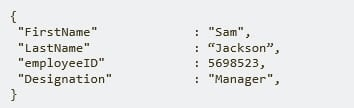 {
 "FirstName"            : "Sam",
 "LastName"             : “Jackson”,
 "employeeID"           : 5698523,
 "Designation"          : "Manager",
}